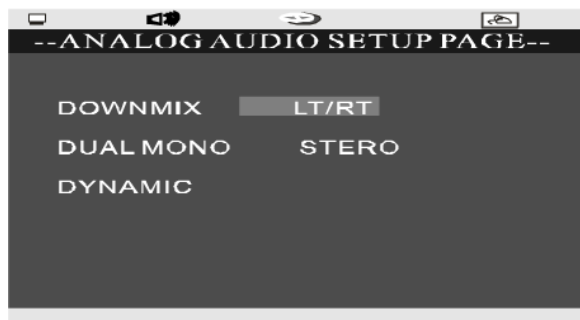 --ANALOG AUDIO SETUP PAGE--
DOWNMIX LT/RT
DUAL MONO STERO
DYNAMIC